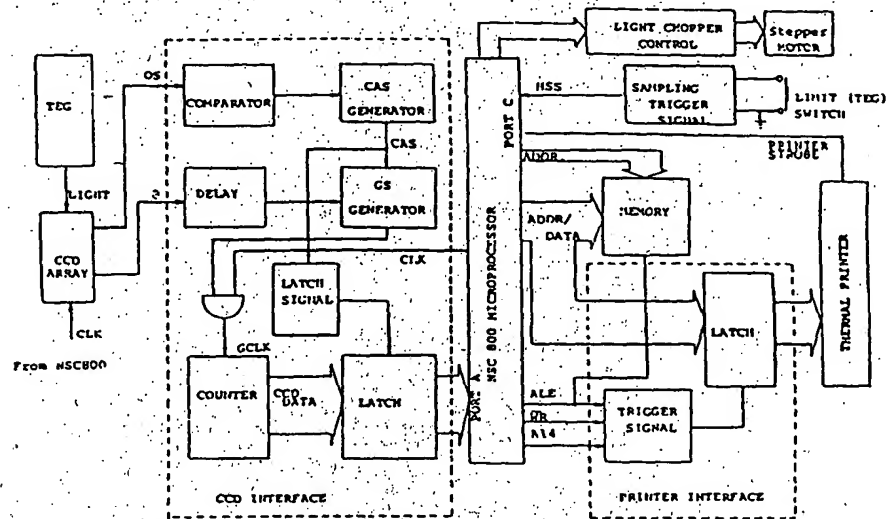 LIGHT CHOPPER
CONTROL
Stepper
MOTOR
TEG
OS
COMPARATOR
CAS
GENERATOR
MSS
SAMPLING
TRIGGER
SIGNAL
LIMIT (TEG)
SWITCH
PORT C
CAS
ADDR.
PRINTER
STROBE
LIGHT
DELAY
GS
GENERATOR
MEMORY
ADDR/
DATA
CCD
ARRAY
CLK
LATCH
SIGNAL
NSC 800 MICROPROCESSOR
LATCH
THERMAL PRINTER
CLK
From NSC800
GCLK
COUNTER
CCD
DATA
LATCH
PORT A
ALE
WR
A14
TRIGGER
SIGNAL
CCD INTERFACE
PRINTER INTERFACE